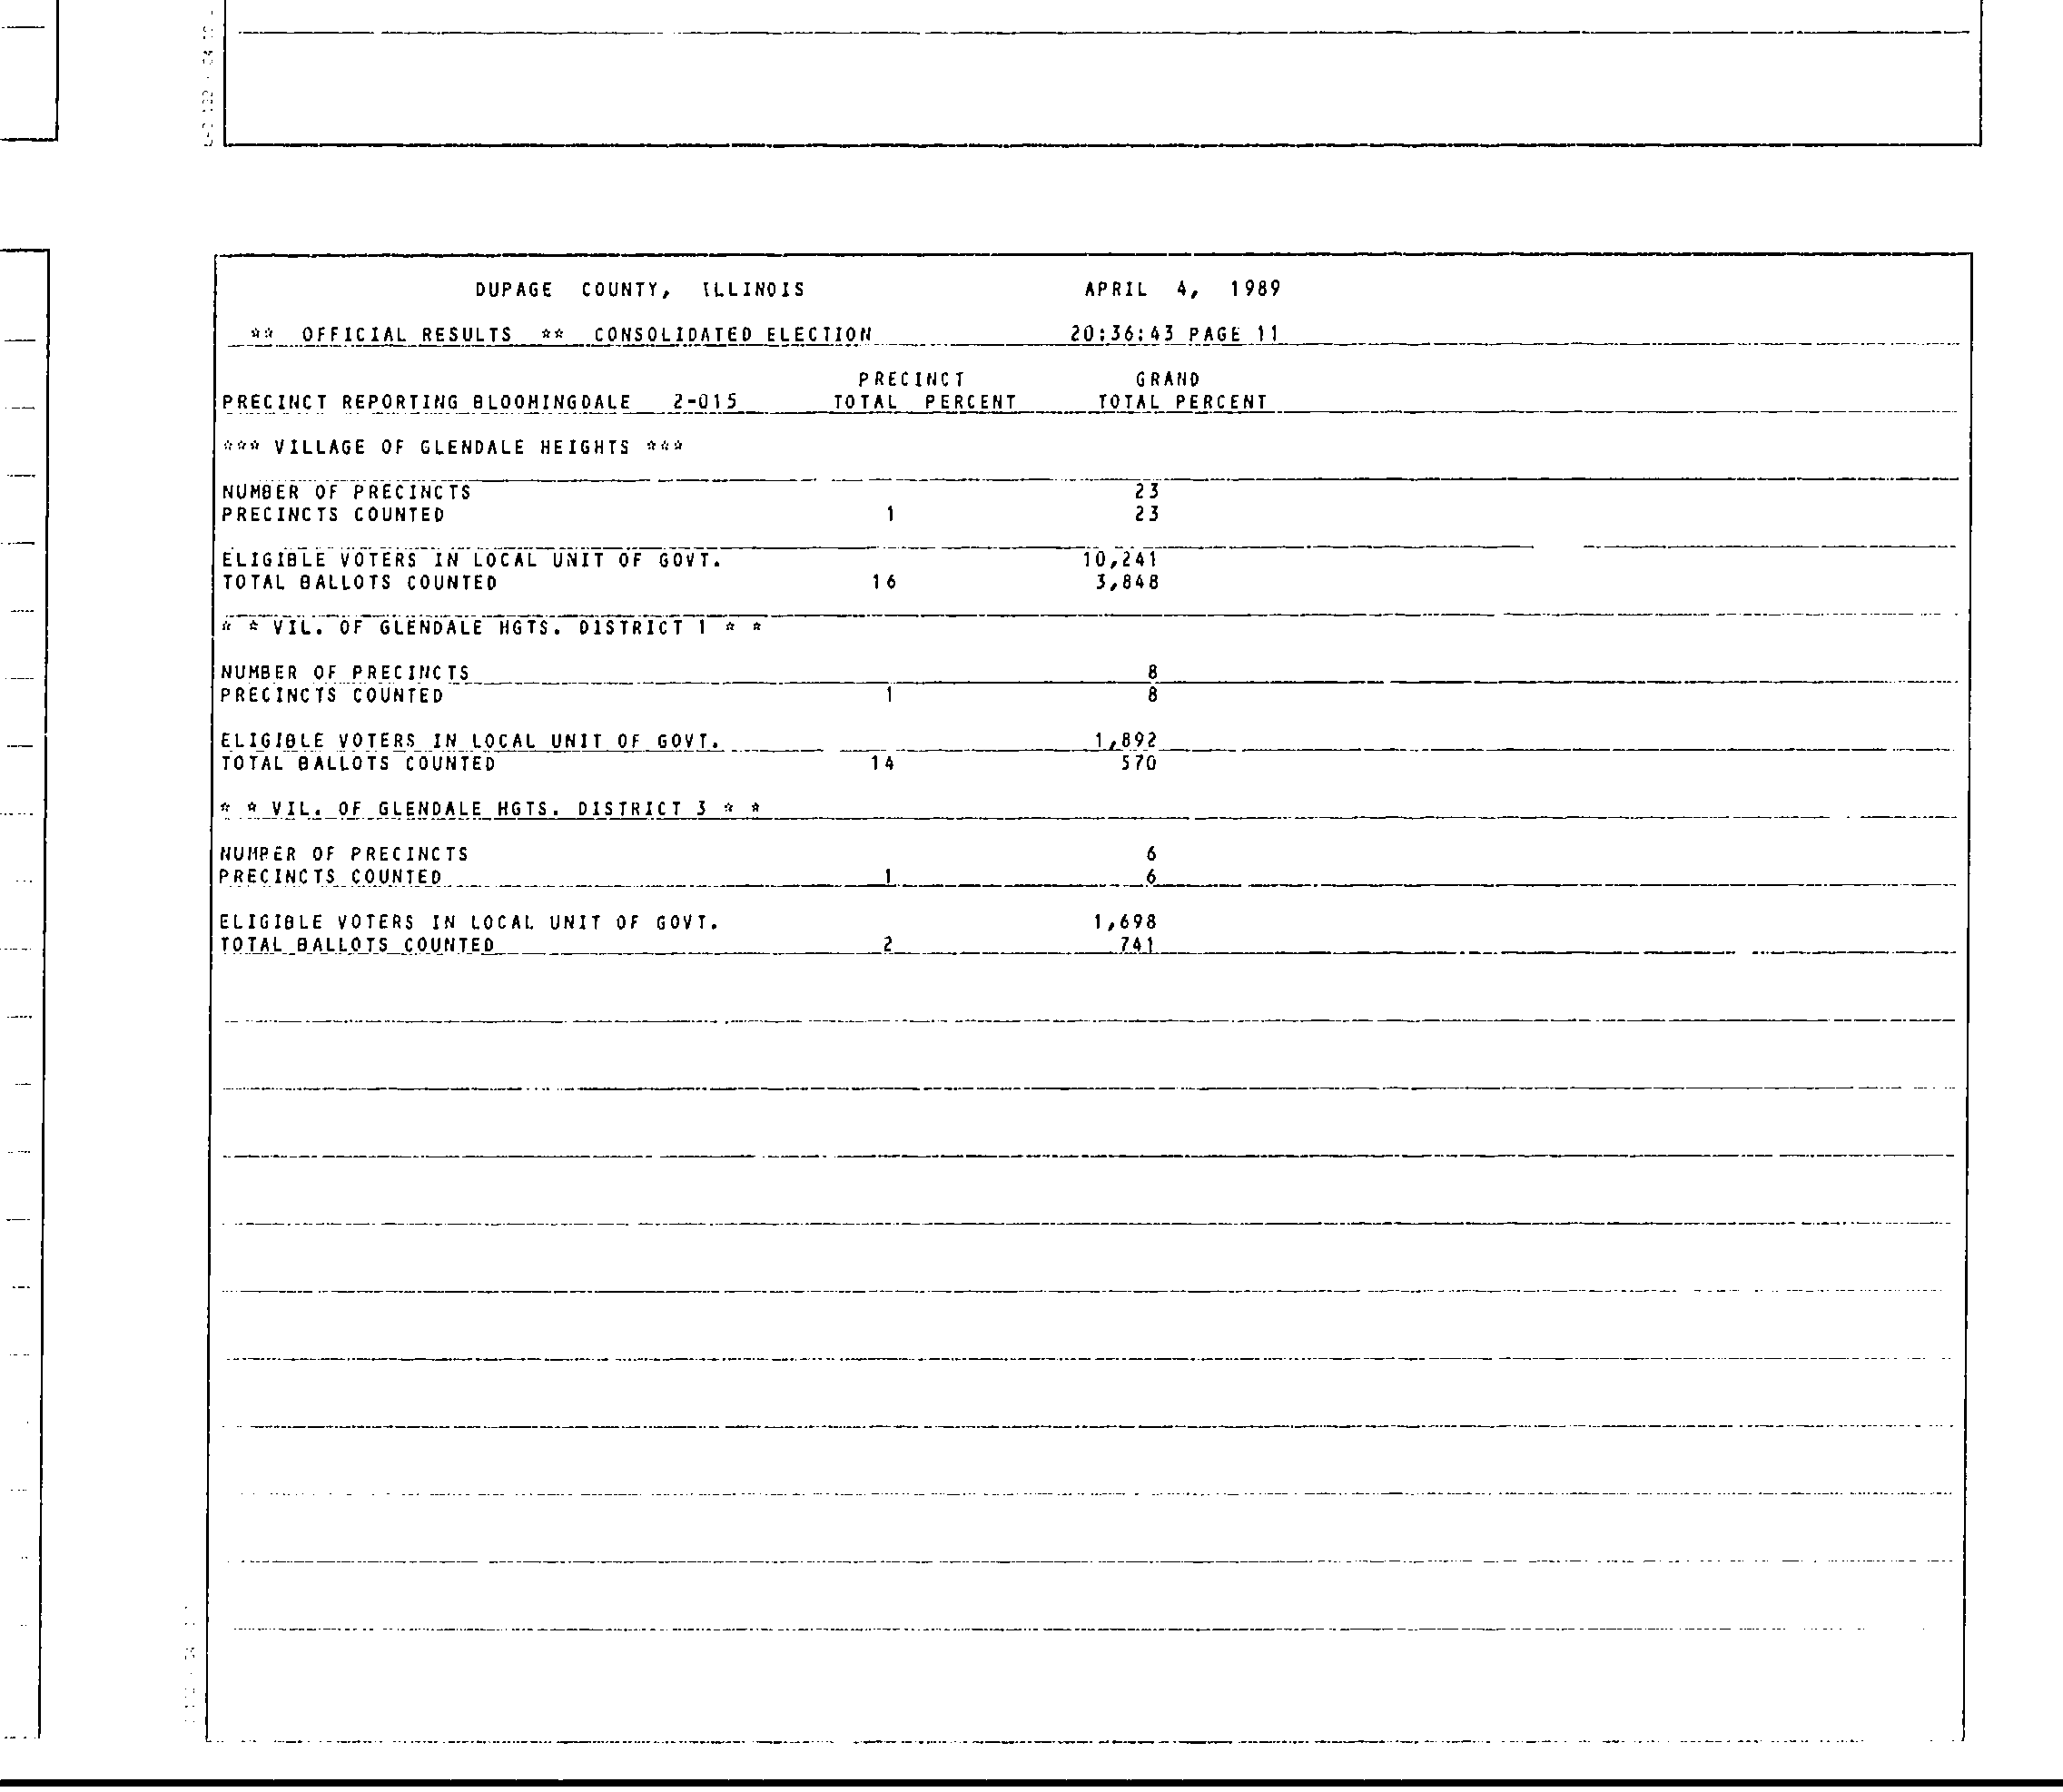 DUPAGE COUNTY, ILLINOIS APRIL 4, 1989
** OFFICIAL RESULTS ** CONSOLIDATED ELECTION 20:36:43 PAGE 11
PRECINCT GRAND
PRECINCT REPORTING BLOOMINGDALE 2-015 TOTAL PERCENT TOTAL PERCENT
*** VILLAGE OF GLENDALE HEIGHTS ***
NUMBER OF PRECINCTS 23
PRECINCTS COUNTED 1 23
ELIGIBLE VOTERS IN LOCAL UNIT OF GOVT. 10,241
TOTAL BALLOTS COUNTED 16 3,848
* * VIL. OF GLENDALE HGTS. DISTRICT 1 * *
NUMBER OF PRECINCTS 8
PRECINCTS COUNTED 1 8
ELIGIBLE VOTERS IN LOCAL UNIT OF GOVT. 1,892
TOTAL BALLOTS COUNTED 14 570
* * VIL. OF GLENDALE HGTS. DISTRICT 3 * *
NUMBER OF PRECINCTS 6
PRECINCTS COUNTED 1 6
ELIGIBLE VOTERS IN LOCAL UNIT OF GOVT. 1,698
TOTAL BALLOTS COUNTED 2 741